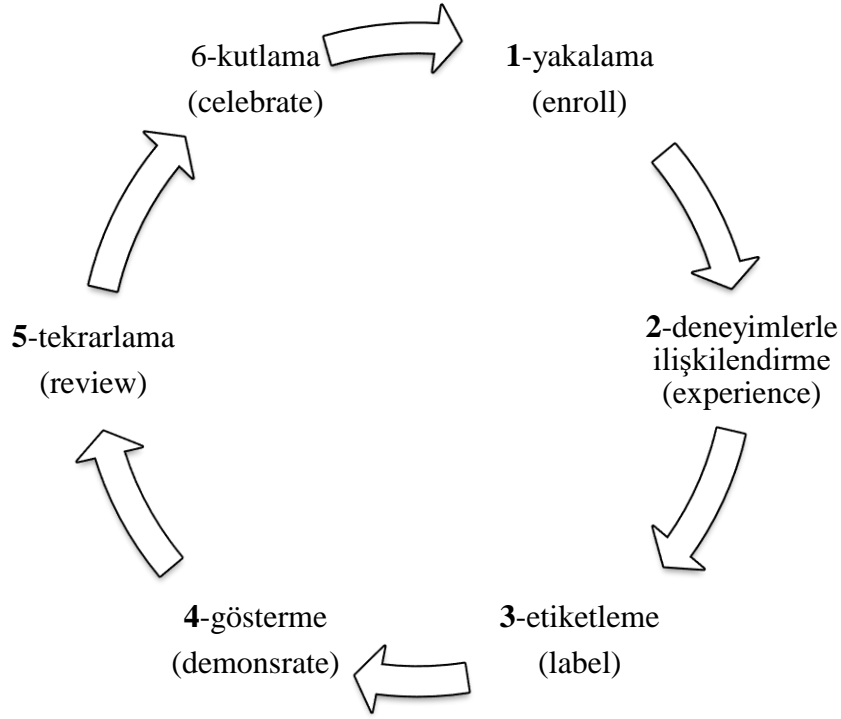 6-kutlama
(celebrate)
1-yakalama
(enroll)
2-deneyimlerle
ilişkilendirme
(experience)
3-etiketleme
(label)
4-gösterme
(demonsrate)
5-tekrarlama
(review)